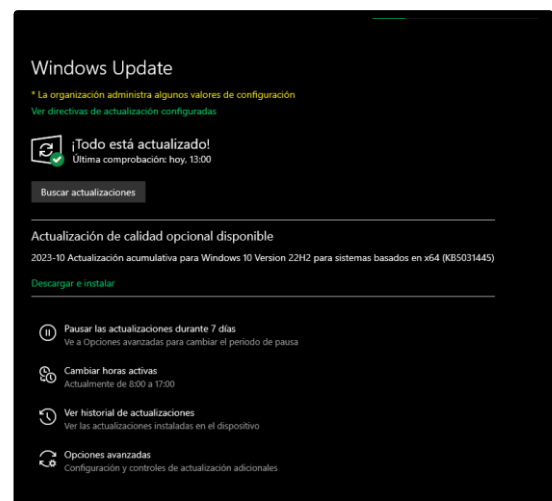 Windows Update
* La organización administra algunos valores de configuración
Ver directivas de actualización configuradas
¡Todo está actualizado!
Última comprobación: hoy, 13:00
Buscar actualizaciones
Actualización de calidad opcional disponible
2023-10 Actualización acumulativa para Windows 10 Version 22H2 para sistemas basados en x64 (KB5031445)
Descargar e instalar
Pausar las actualizaciones durante 7 días
Ve a Opciones avanzadas para cambiar el periodo de pausa
Cambiar horas activas
Actualmente de 8:00 a 17:00
Ver historial de actualizaciones
Ver las actualizaciones instaladas en el dispositivo
Opciones avanzadas
Configuración y controles de actualización adicionales